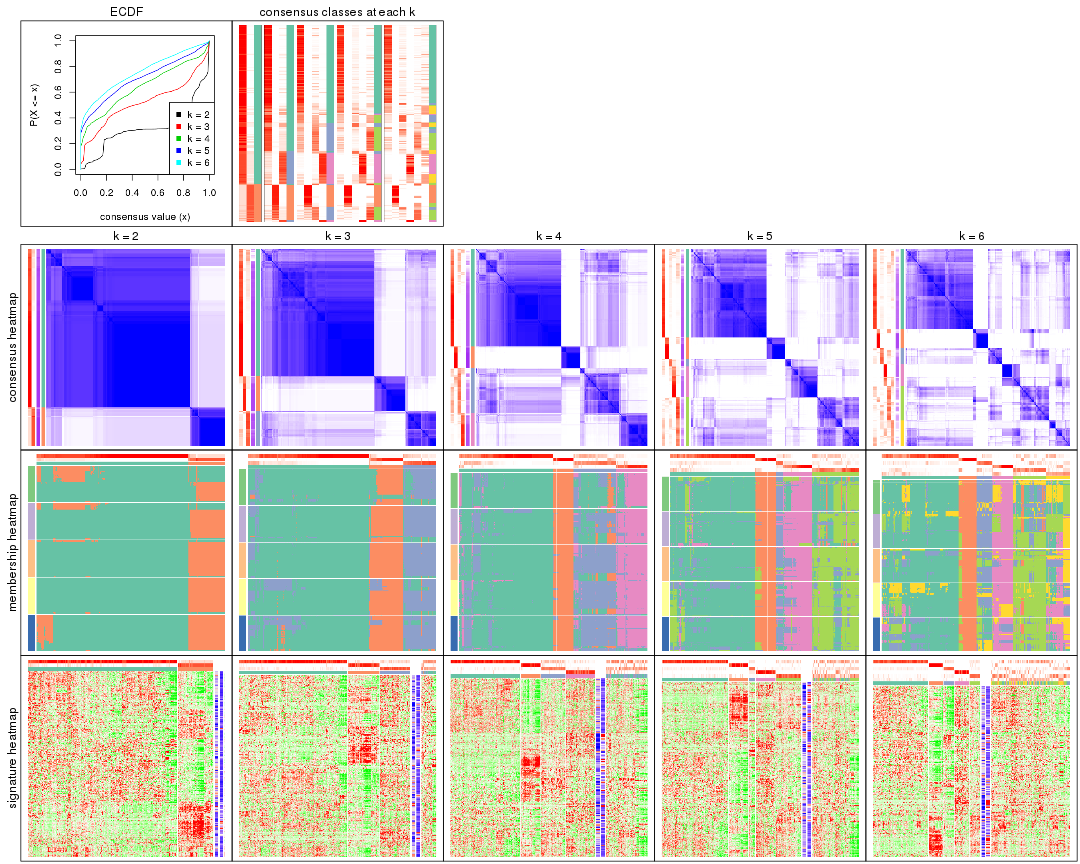 ECDF
consensus classes at each k
P(X <= x)
0.0 0.2 0.4 0.6 0.8 1.0
k = 2
k = 3
k = 4
k = 5
k = 6
0.0 0.2 0.4 0.6 0.8 1.0
consensus value (x)
k = 2 k = 3 k = 4 k = 5 k = 6
consensus heatmap
membership heatmap
signature heatmap